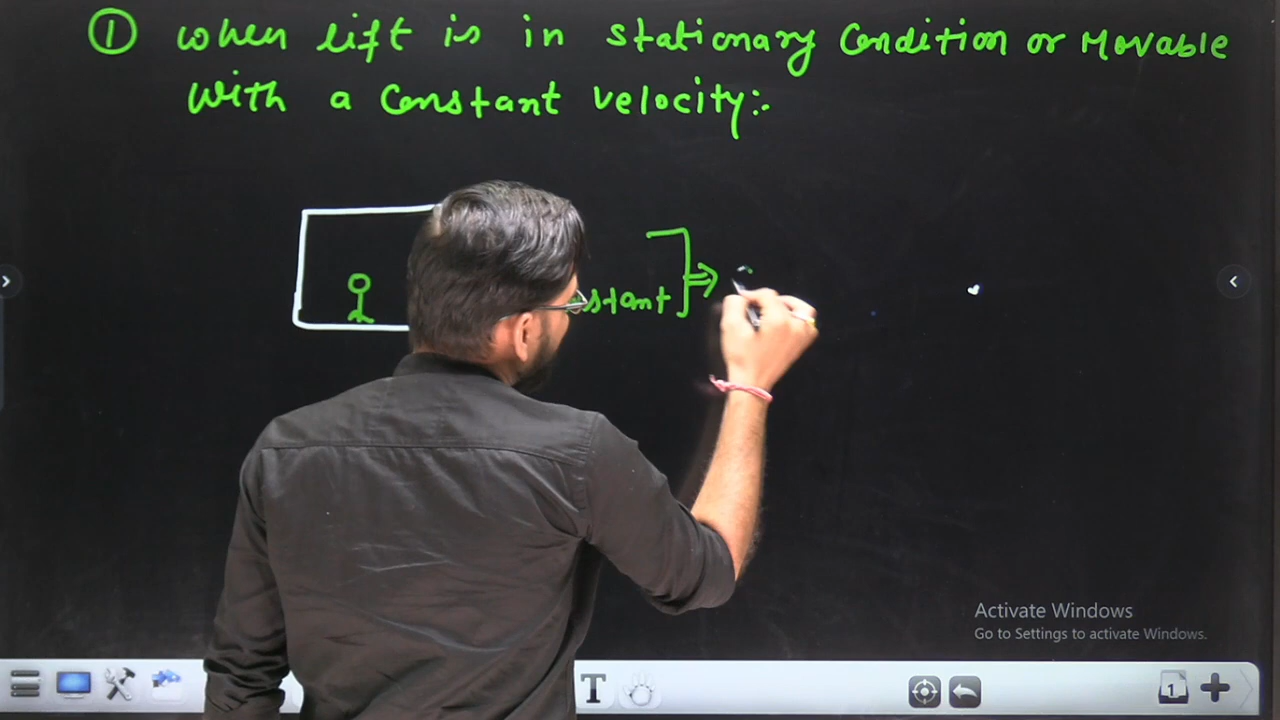 ① when lift is in stationary Condition or Movable
with a Constant velocity:-
stant
Activate Windows
Go to Settings to activate Windows.
T
1